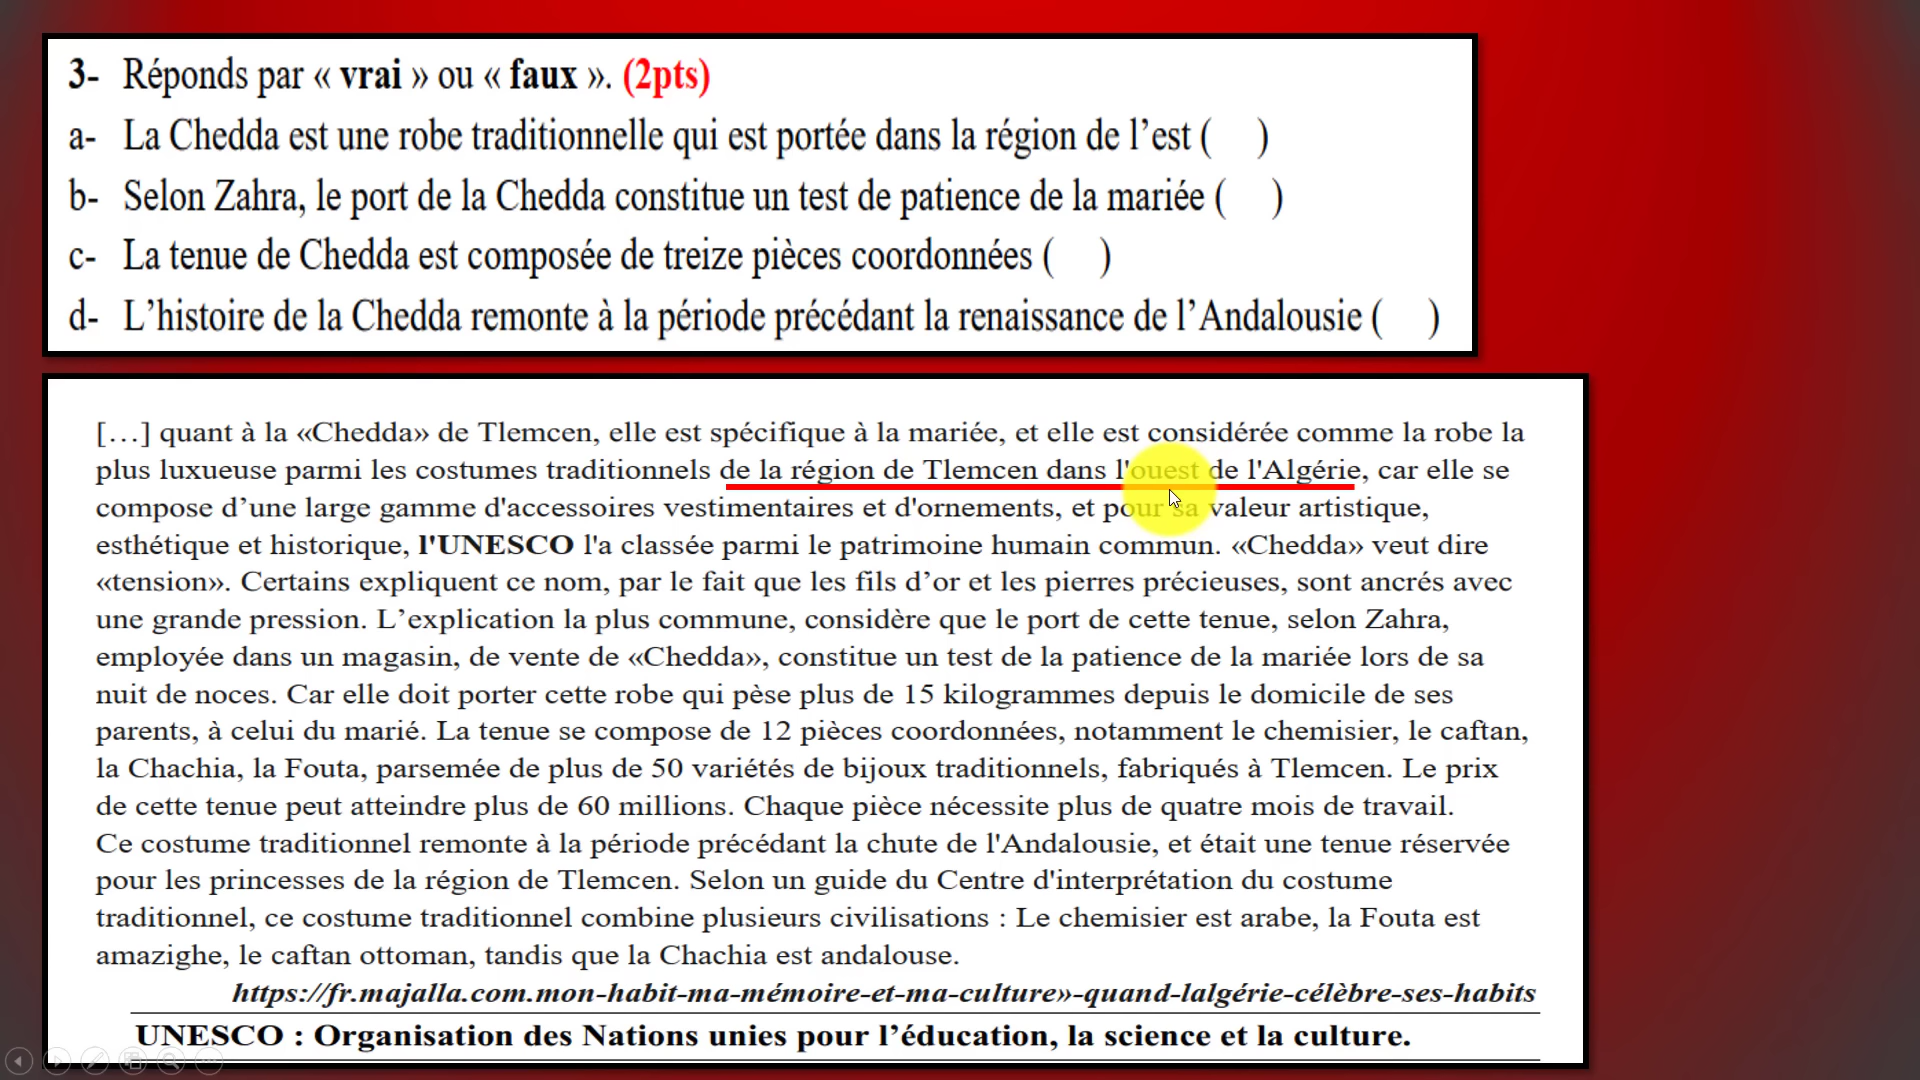 3- Réponds par « vrai » ou « faux ». (2pts)
a- La Chedda est une robe traditionnelle qui est portée dans la région de l’est ( )
b- Selon Zahra, le port de la Chedda constitue un test de patience de la mariée ( )
c- La tenue de Chedda est composée de treize pièces coordonnées ( )
d- L’histoire de la Chedda remonte à la période précédant la renaissance de l’Andalousie ( )
[…] quant à la «Chedda» de Tlemcen, elle est spécifique à la mariée, et elle est considérée comme la robe la
plus luxueuse parmi les costumes traditionnels de la région de Tlemcen dans l'ouest de l'Algérie, car elle se
compose d’une large gamme d'accessoires vestimentaires et d'ornements, et pour sa valeur artistique,
esthétique et historique, l'UNESCO l'a classée parmi le patrimoine humain commun. «Chedda» veut dire
«tension». Certains expliquent ce nom, par le fait que les fils d’or et les pierres précieuses, sont ancrés avec
une grande pression. L’explication la plus commune, considère que le port de cette tenue, selon Zahra,
employée dans un magasin, de vente de «Chedda», constitue un test de la patience de la mariée lors de sa
nuit de noces. Car elle doit porter cette robe qui pèse plus de 15 kilogrammes depuis le domicile de ses
parents, à celui du marié. La tenue se compose de 12 pièces coordonnées, notamment le chemisier, le caftan,
la Chachia, la Fouta, parsemée de plus de 50 variétés de bijoux traditionnels, fabriqués à Tlemcen. Le prix
de cette tenue peut atteindre plus de 60 millions. Chaque pièce nécessite plus de quatre mois de travail.
Ce costume traditionnel remonte à la période précédant la chute de l'Andalousie, et était une tenue réservée
pour les princesses de la région de Tlemcen. Selon un guide du Centre d'interprétation du costume
traditionnel, ce costume traditionnel combine plusieurs civilisations : Le chemisier est arabe, la Fouta est
amazighe, le caftan ottoman, tandis que la Chachia est andalouse.
https://fr.majalla.com.mon-habit-ma-mémoire-et-ma-culture»-quand-lalgérie-célèbre-ses-habits
UNESCO : Organisation des Nations unies pour l’éducation, la science et la culture.